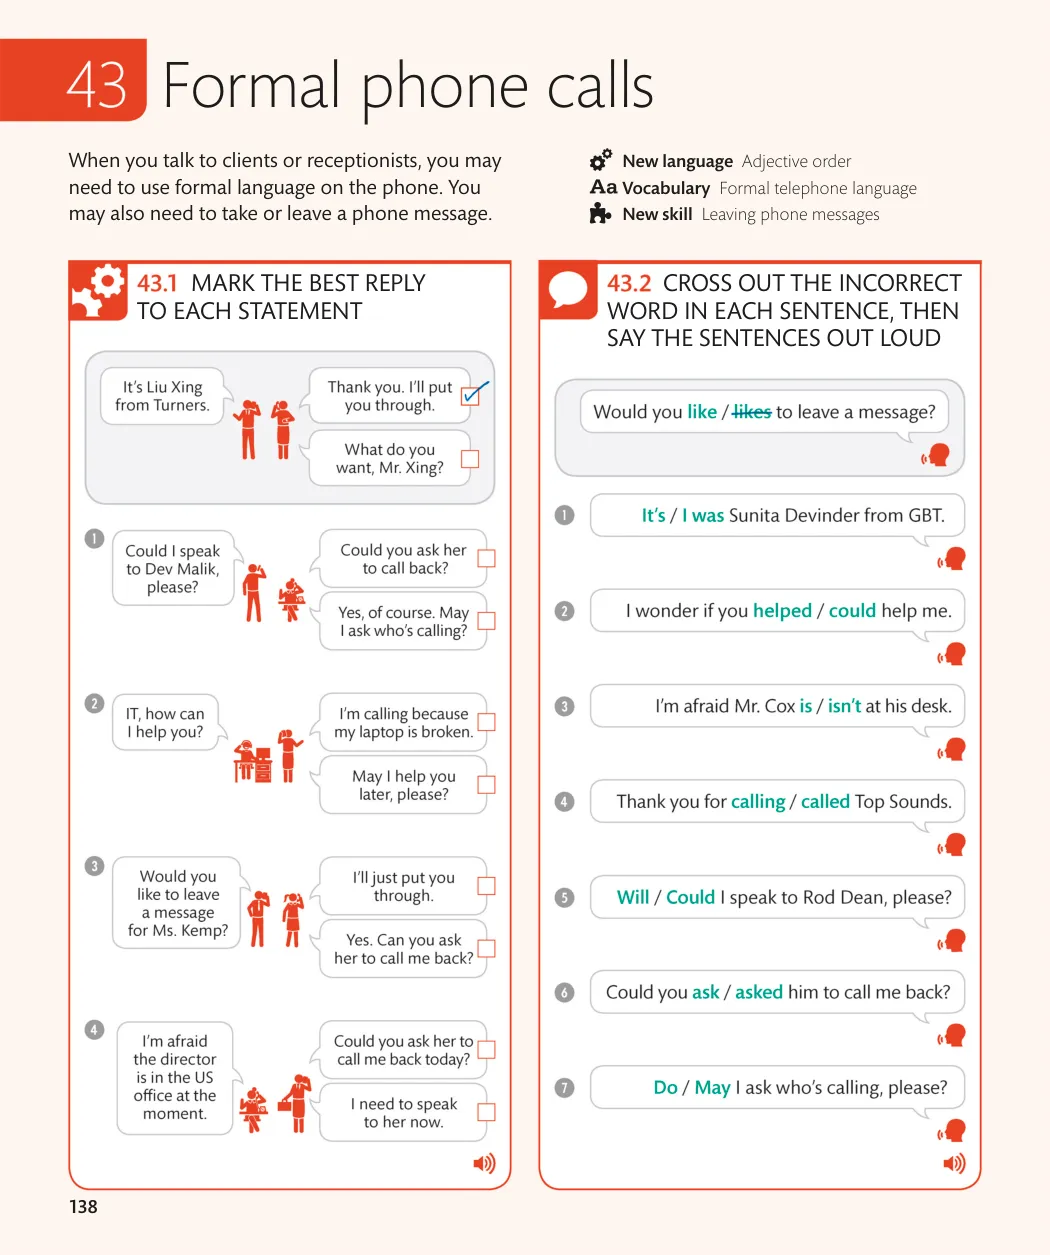 43 Formal phone calls
When you talk to clients or receptionists, you may
need to use formal language on the phone. You
may also need to take or leave a phone message.
New language Adjective order
Aa Vocabulary Formal telephone language
New skill Leaving phone messages
43.1 MARK THE BEST REPLY
TO EACH STATEMENT
It's Liu Xing
from Turners.
Thank you. I'll put
you through.
What do you
want, Mr. Xing?
1
Could I speak
to Dev Malik,
please?
Could you ask her
to call back?
Yes, of course. May
I ask who's calling?
2
IT, how can
I help you?
I'm calling because
my laptop is broken.
May I help you
later, please?
3
Would you
like to leave
a message
for Ms. Kemp?
I'll just put you
through.
Yes. Can you ask
her to call me back?
4
I'm afraid
the director
is in the US
office at the
moment.
Could you ask her to
call me back today?
I need to speak
to her now.
43.2 CROSS OUT THE INCORRECT
WORD IN EACH SENTENCE, THEN
SAY THE SENTENCES OUT LOUD
Would you like / likes to leave a message?
1 It's / I was Sunita Devinder from GBT.
2 I wonder if you helped / could help me.
3 I'm afraid Mr. Cox is / isn't at his desk.
4 Thank you for calling / called Top Sounds.
5 Will / Could I speak to Rod Dean, please?
6 Could you ask / asked him to call me back?
7 Do / May I ask who's calling, please?
138